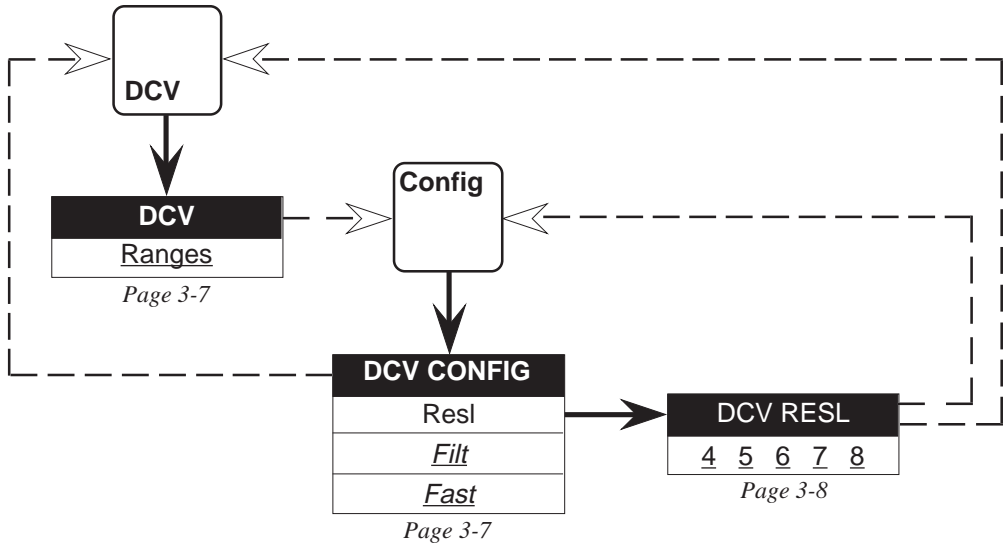 DCV
Config
DCV
Ranges
Page 3-7
DCV CONFIG
Resl
Filt
Fast
Page 3-7
DCV RESL
4 5 6 7 8
Page 3-8